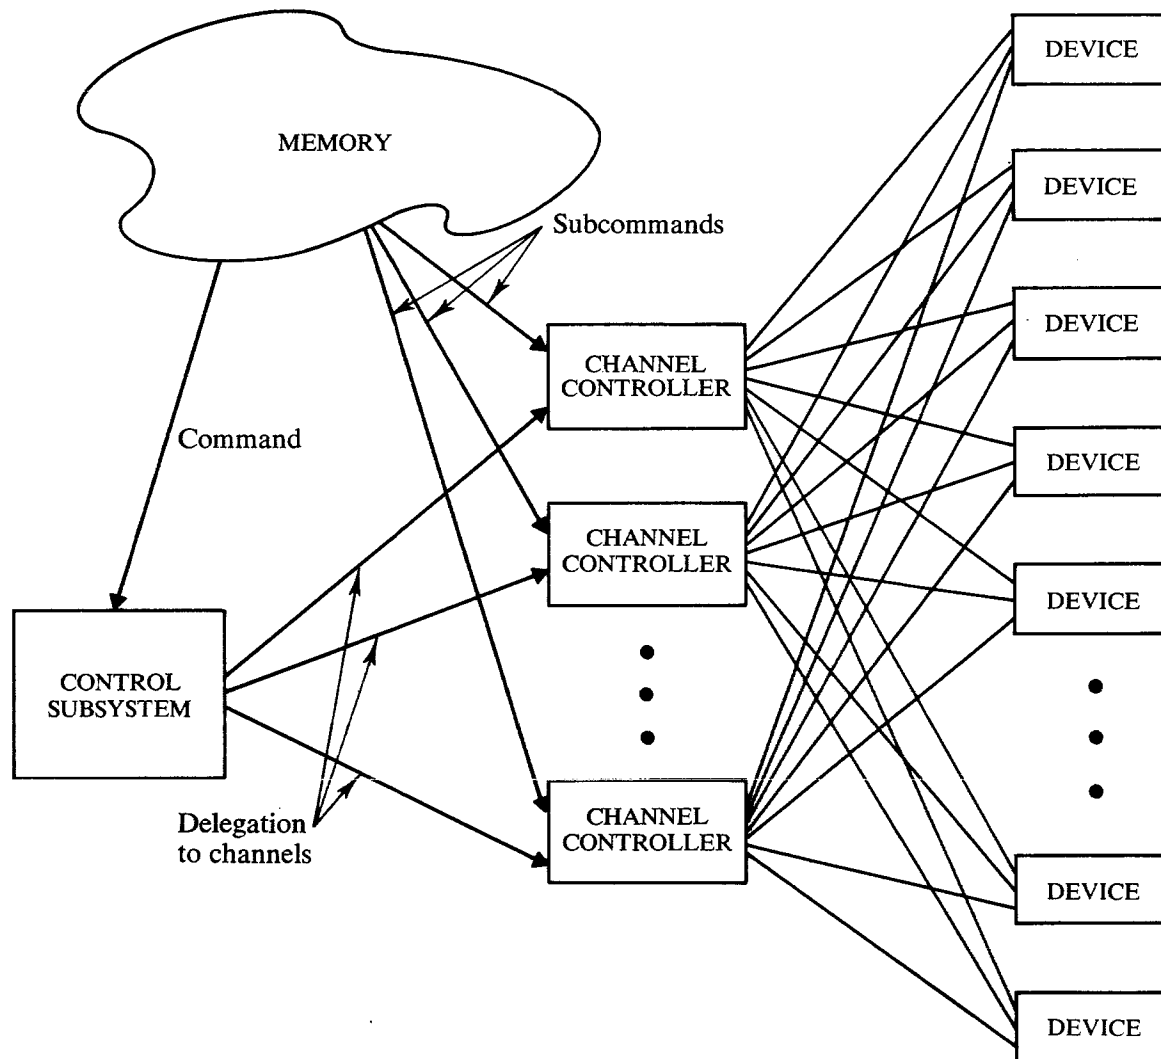 DEVICE
MEMORY
DEVICE
Subcommands
DEVICE
CHANNEL
CONTROLLER
Command
DEVICE
CHANNEL
CONTROLLER
DEVICE
CONTROL
SUBSYSTEM
Delegation
to channels
CHANNEL
CONTROLLER
DEVICE
DEVICE